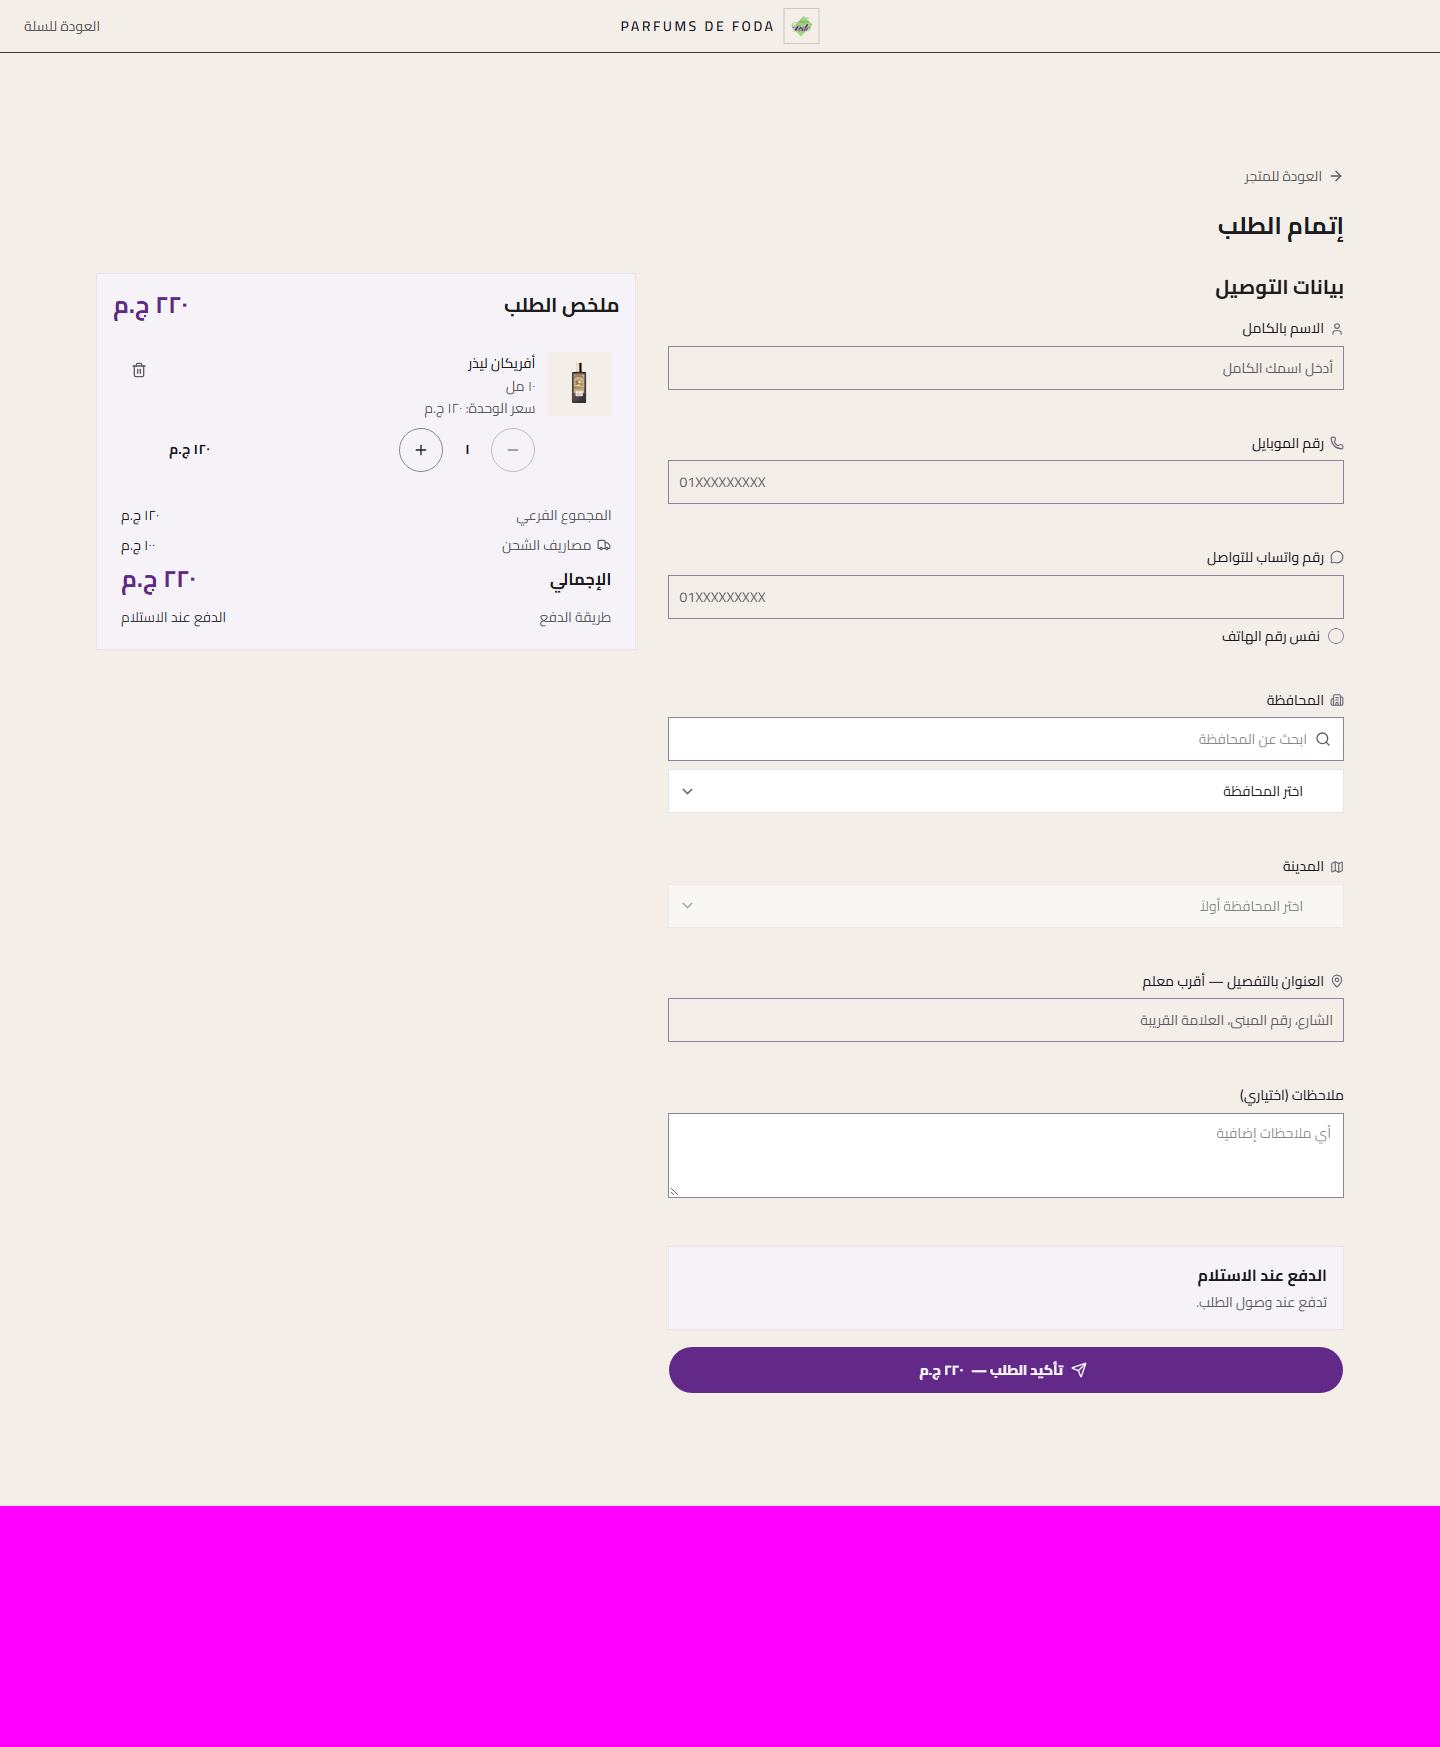 العودة للسلة
PARFUMS DE FODA
العودة للمتجر
إتمام الطلب
بيانات التوصيل
الاسم بالكامل
أدخل اسمك الكامل
رقم الموبايل
01XXXXXXXXX
رقم واتساب للتواصل
01XXXXXXXXX
نفس رقم الهاتف
المحافظة
ابحث عن المحافظة
اختر المحافظة
المدينة
اختر المحافظة أولاً
العنوان بالتفصيل — أقرب معلم
الشارع، رقم المبنى، العلامة القريبة
ملاحظات (اختياري)
أي ملاحظات إضافية
الدفع عند الاستلام
تدفع عند وصول الطلب.
تأكيد الطلب — ٢٢٠ ج.م
ملخص الطلب ٢٢٠ ج.م
أفريكان ليذر
١٠ مل
سعر الوحدة: ١٢٠ ج.م
١ ١٢٠ ج.م
المجموع الفرعي ١٢٠ ج.م
مصاريف الشحن ١٠٠ ج.م
الإجمالي ٢٢٠ ج.م
طريقة الدفع الدفع عند الاستلام